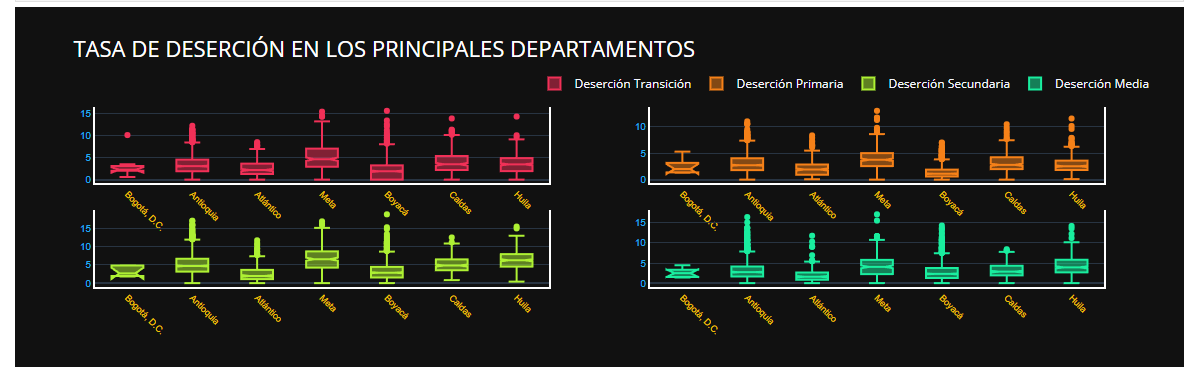 TASA DE DESERCIÓN EN LOS PRINCIPALES DEPARTAMENTOS
Deserción Transición Deserción Primaria Deserción Secundaria Deserción Media
15
10
5
0
Bogotá, D.C. Antioquia Atlántico Meta Boyacá Caldas Huila
10
5
0
Bogotá, D.C. Antioquia Atlántico Meta Boyacá Caldas Huila
15
10
5
0
Bogotá, D.C. Antioquia Atlántico Meta Boyacá Caldas Huila
15
10
5
0
Bogotá, D.C. Antioquia Atlántico Meta Boyacá Caldas Huila